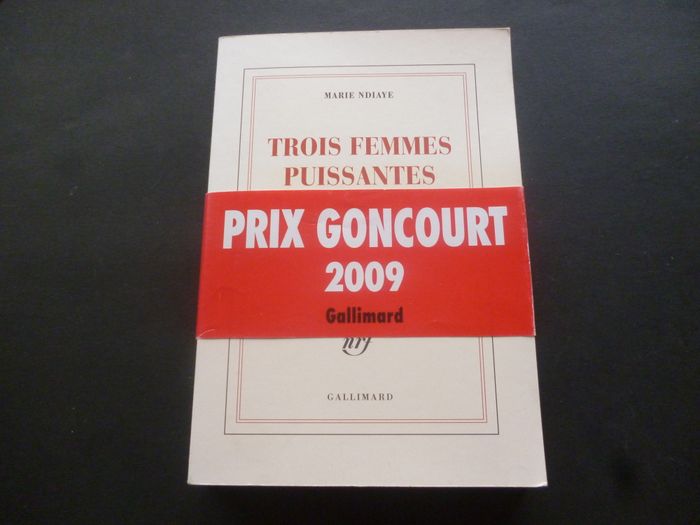 MARIE NDIAYE
TROIS FEMMES
PUISSANTES
PRIX GONCOURT
2009
Gallimard
nrf
GALLIMARD